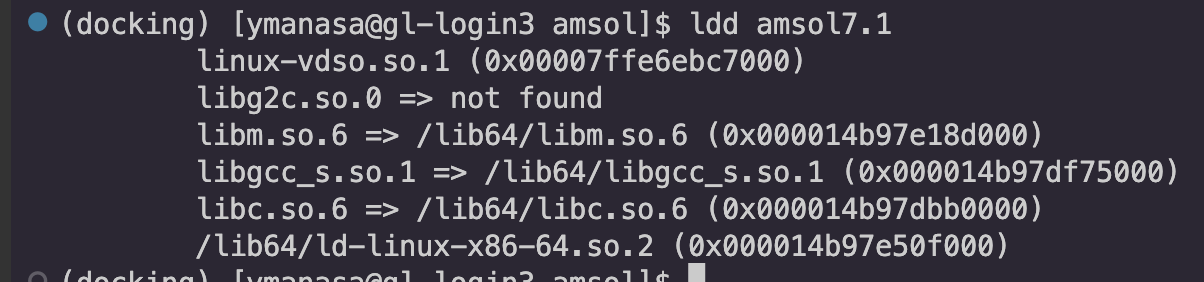 (docking) [ymanasa@gl-login3 amsol]$ ldd amsol7.1
linux-vdso.so.1 (0x00007ffe6ebc7000)
libg2c.so.0 => not found
libm.so.6 => /lib64/libm.so.6 (0x000014b97e18d000)
libgcc_s.so.1 => /lib64/libgcc_s.so.1 (0x000014b97df75000)
libc.so.6 => /lib64/libc.so.6 (0x000014b97dbb0000)
/lib64/ld-linux-x86-64.so.2 (0x000014b97e50f000)
(docking) [ymanasa@gl-login3 amsol]$